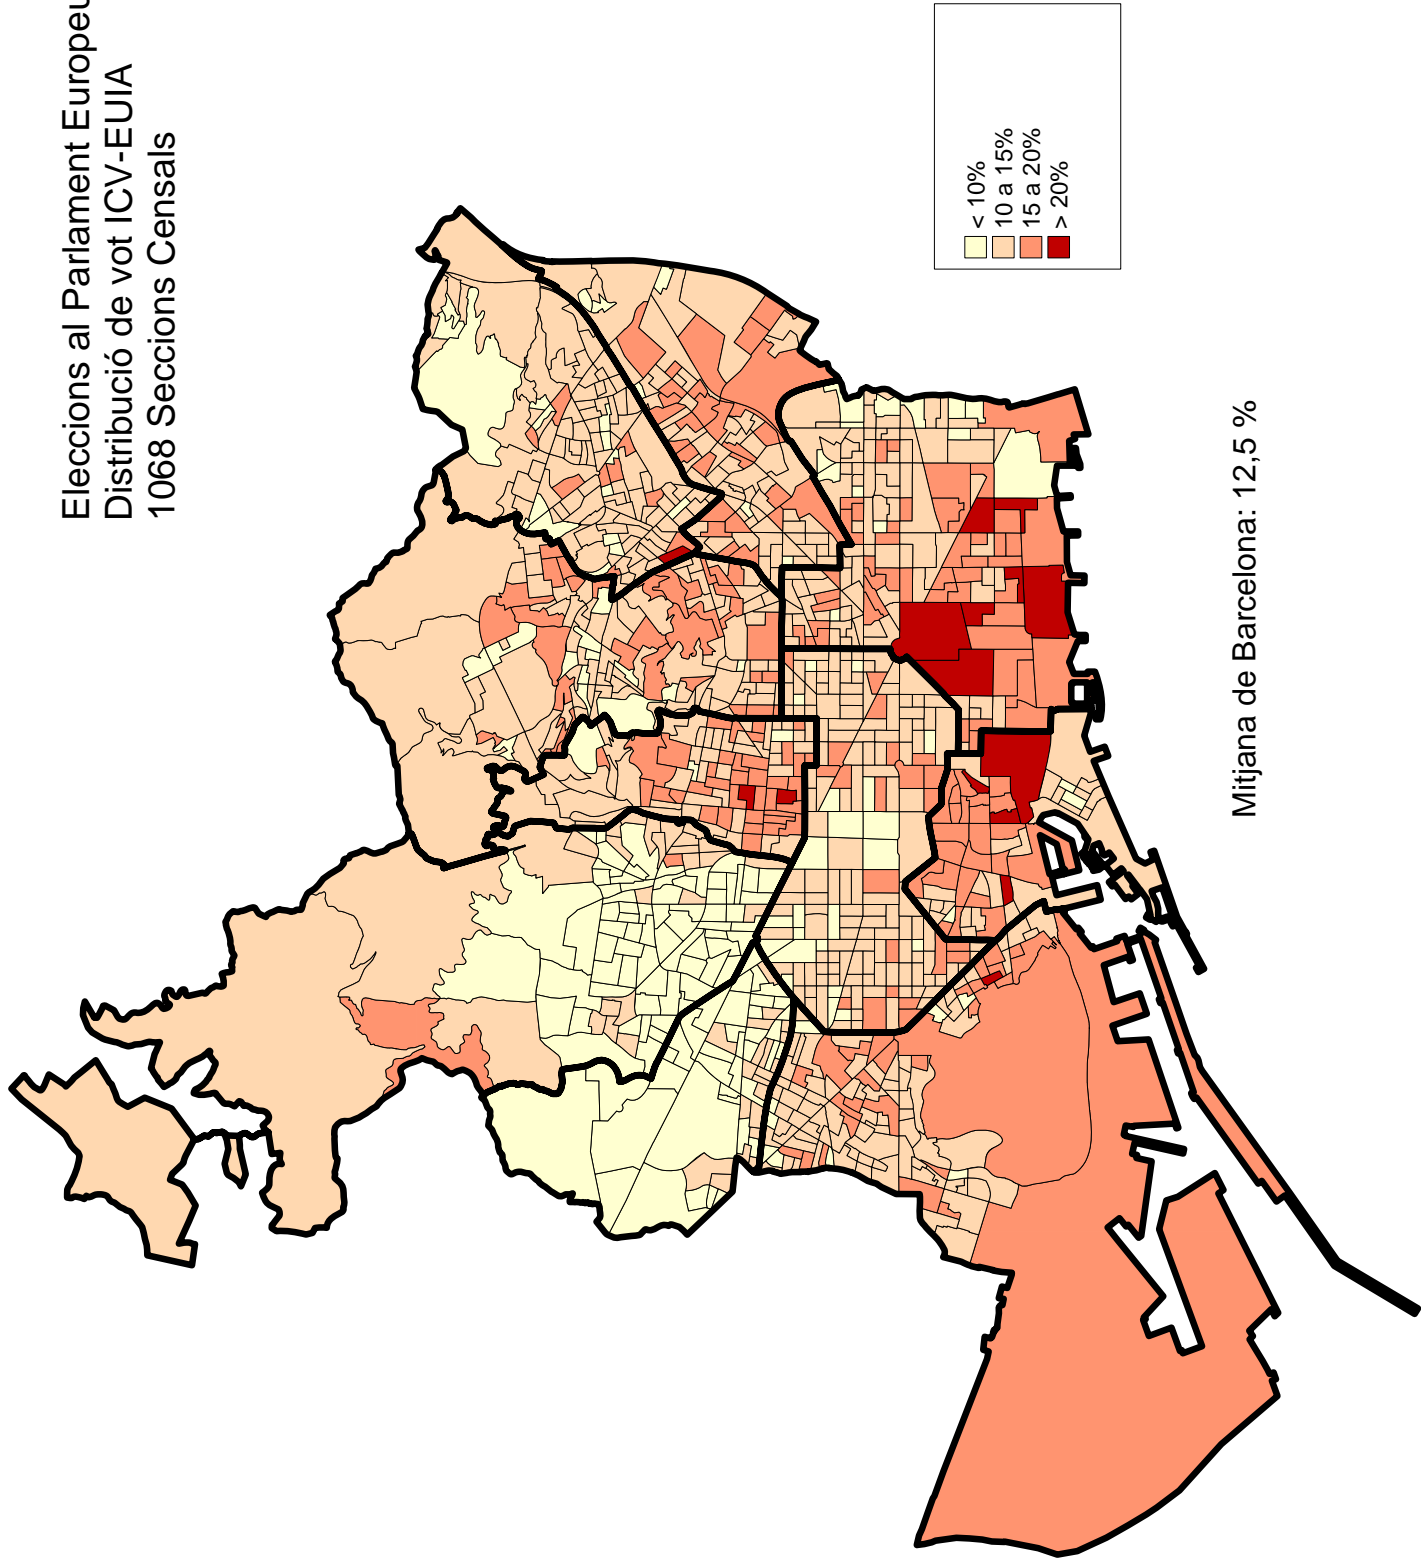 Eleccions al Parlament Europeu
Distribució de vot ICV-EUIA
1068 Seccions Censals
< 10%
10 a 15%
15 a 20%
> 20%
Mitjana de Barcelona: 12,5 %